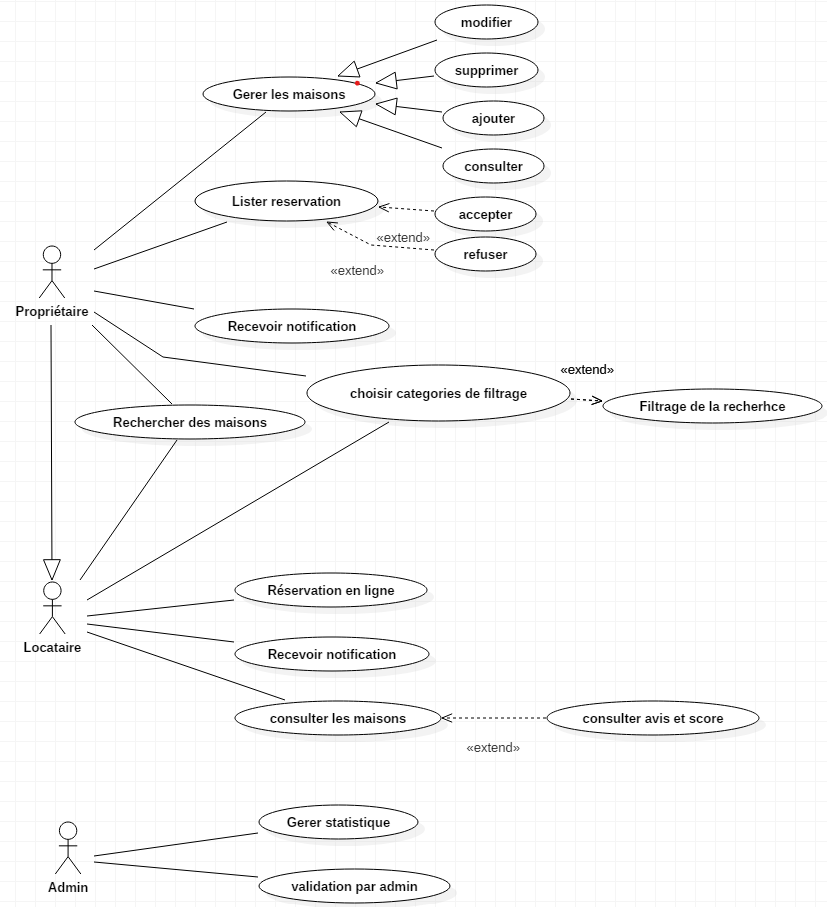 modifier
supprimer
Gerer les maisons
ajouter
consulter
Lister reservation
accepter
«extend»
refuser
«extend»
Propriétaire
Recevoir notification
«extend»
choisir categories de filtrage
Filtrage de la recherhce
Rechercher des maisons
Réservation en ligne
Locataire
Recevoir notification
consulter les maisons
consulter avis et score
«extend»
Gerer statistique
Admin
validation par admin